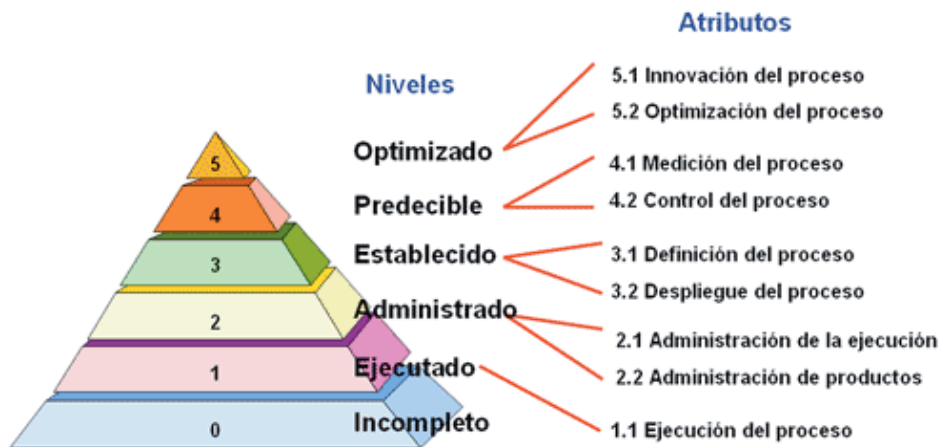 Atributos
Niveles
5.1 Innovación del proceso
5.2 Optimización del proceso
5
Optimizado
4.1 Medición del proceso
4.2 Control del proceso
4
Predecible
3.1 Definición del proceso
3.2 Despliegue del proceso
3
Establecido
2.1 Administración de la ejecución
2.2 Administración de productos
2
Administrado
1
Ejecutado
1.1 Ejecución del proceso
0
Incompleto